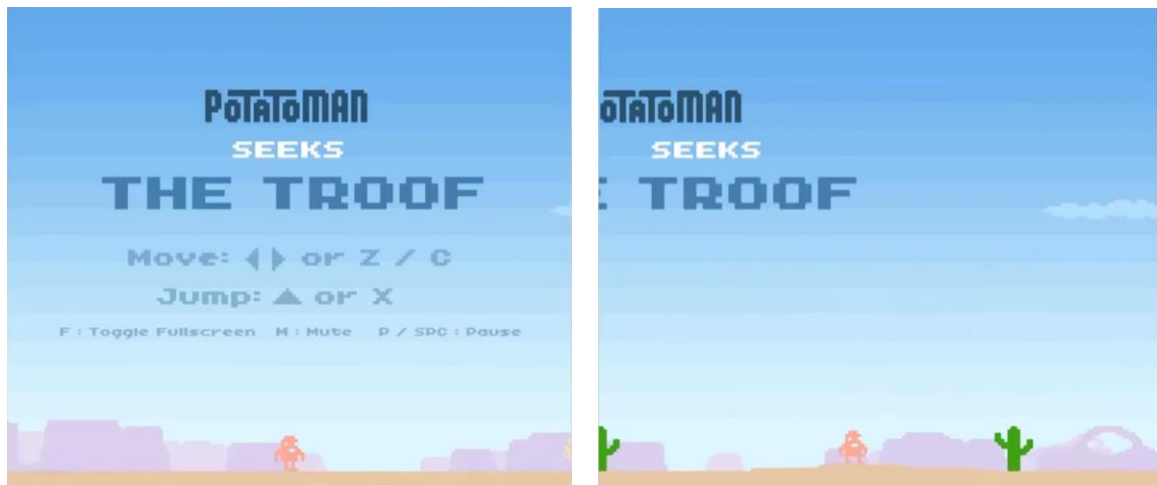 POTATOMAN
SEEKS
THE TROOF
Move: ◀ ▶ or Z / C
Jump: ▲ or X
F : Toggle Fullscreen M : Mute P / SPC : Pause
OTATOMAN
SEEKS
E TROOF